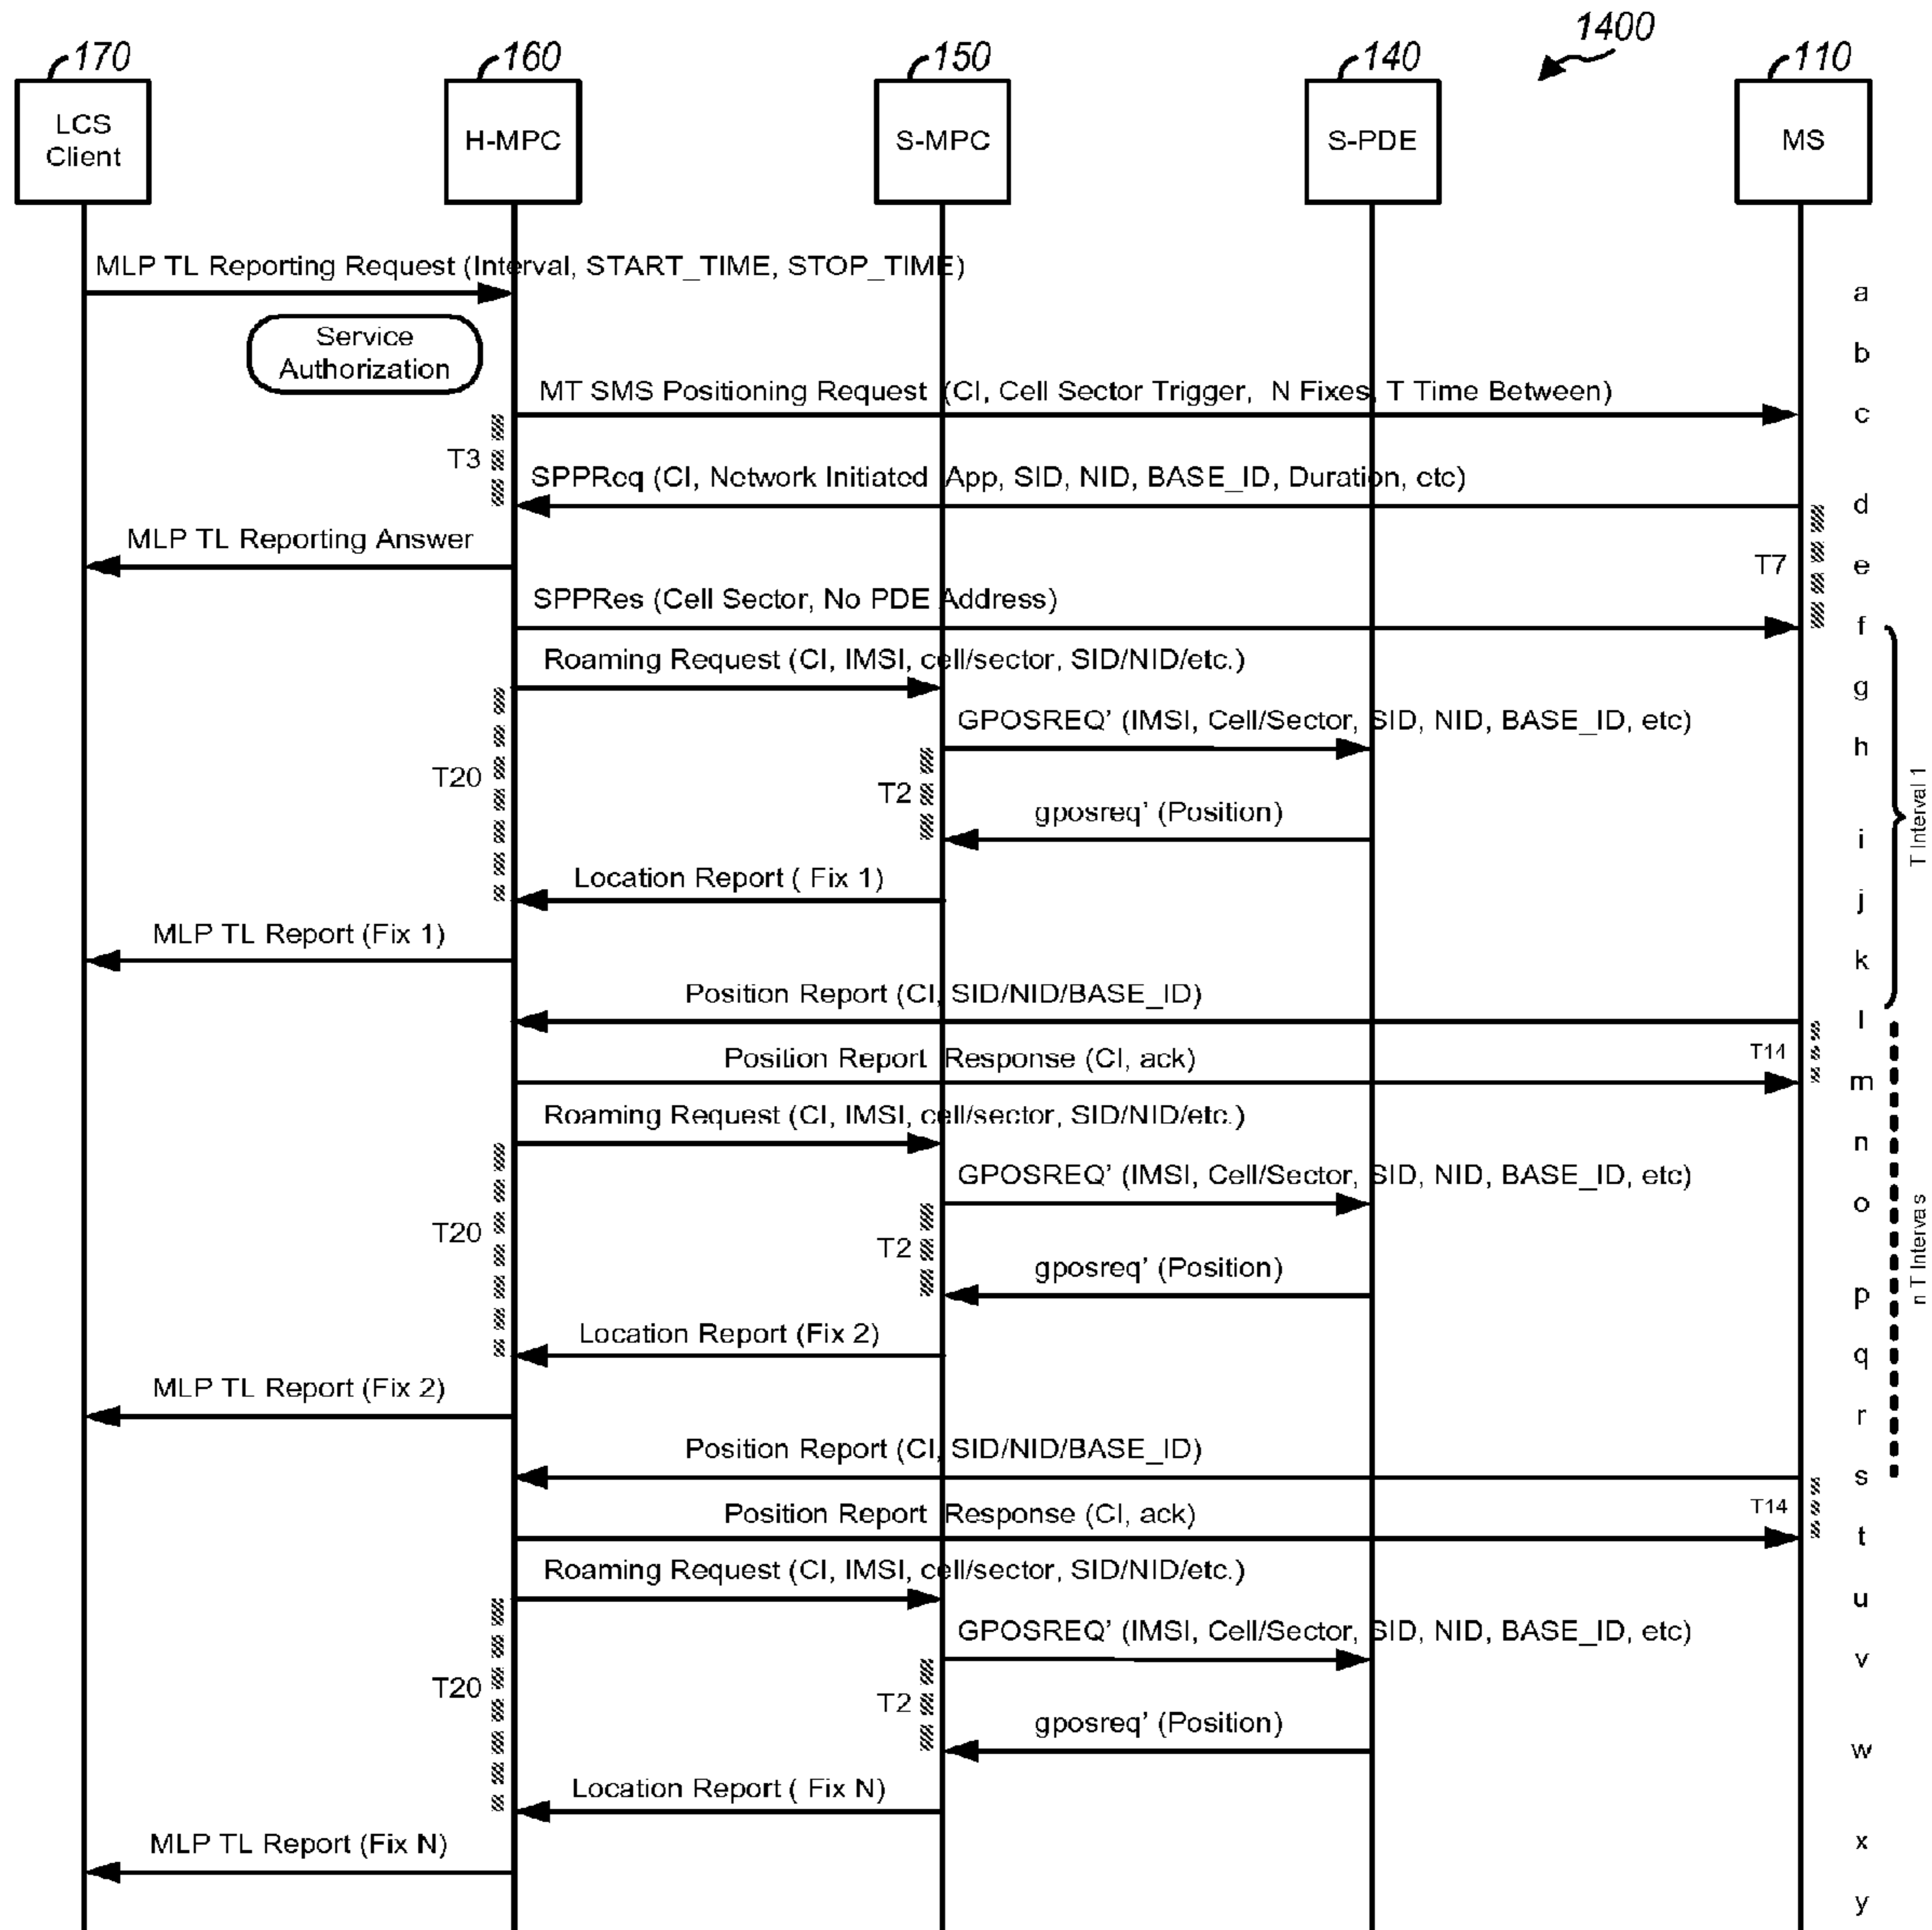 1400
170
160
150
140
110
LCS
Client
H-MPC
S-MPC
S-PDE
MS
MLP TL Reporting Request (Interval, START_TIME, STOP_TIME)
a
Service
Authorization
b
MT SMS Positioning Request (CI, Cell Sector Trigger, N Fixes, T Time Between)
c
T3
SPPReq (CI, Network Initiated App, SID, NID, BASE_ID, Duration, etc)
d
MLP TL Reporting Answer
T7
e
SPPRes (Cell Sector, No PDE Address)
f
Roaming Request (CI, IMSI, cell/sector, SID/NID/etc.)
g
GPOSREQ' (IMSI, Cell/Sector, SID, NID, BASE_ID, etc)
h
T20
T2
T Interval 1
gposreq' (Position)
i
Location Report ( Fix 1)
j
MLP TL Report (Fix 1)
k
Position Report (CI, SID/NID/BASE_ID)
l
Position Report Response (CI, ack)
T14
m
Roaming Request (CI, IMSI, cell/sector, SID/NID/etc.)
n
GPOSREQ' (IMSI, Cell/Sector, SID, NID, BASE_ID, etc)
o
T20
T2
n T Intervals
gposreq' (Position)
p
Location Report (Fix 2)
q
MLP TL Report (Fix 2)
r
Position Report (CI, SID/NID/BASE_ID)
s
Position Report Response (CI, ack)
T14
t
Roaming Request (CI, IMSI, cell/sector, SID/NID/etc.)
u
GPOSREQ' (IMSI, Cell/Sector, SID, NID, BASE_ID, etc)
v
T20
T2
gposreq' (Position)
w
Location Report ( Fix N)
MLP TL Report (Fix N)
x
y